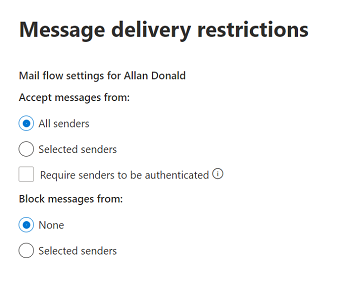 Message delivery restrictions
Mail flow settings for Allan Donald
Accept messages from:
All senders
Selected senders
Require senders to be authenticated
Block messages from:
None
Selected senders